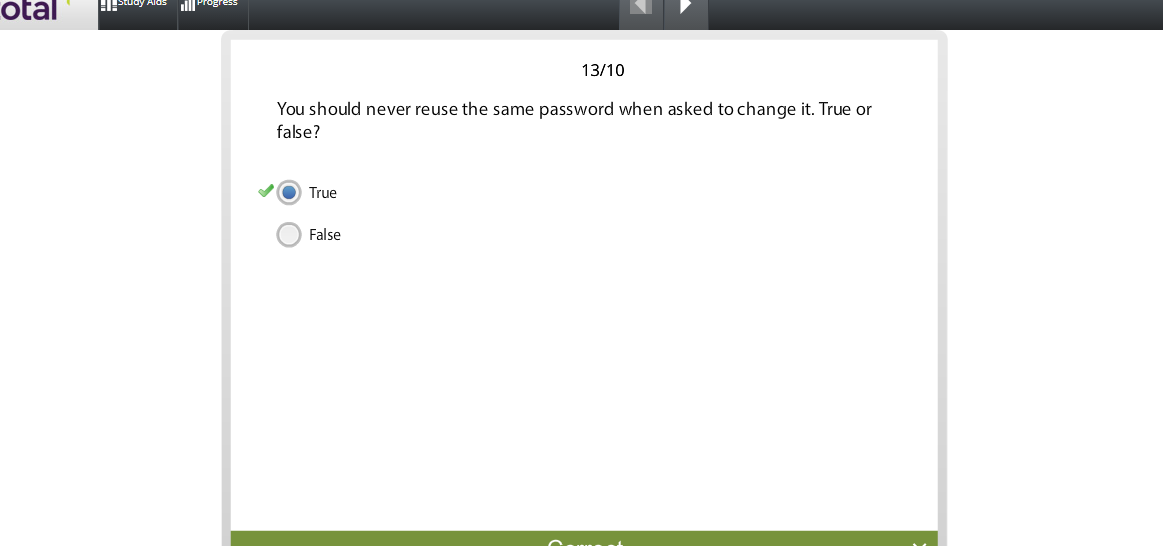 otal
Study Aids
Progress
13/10
You should never reuse the same password when asked to change it. True or
false?
True
False
Correct